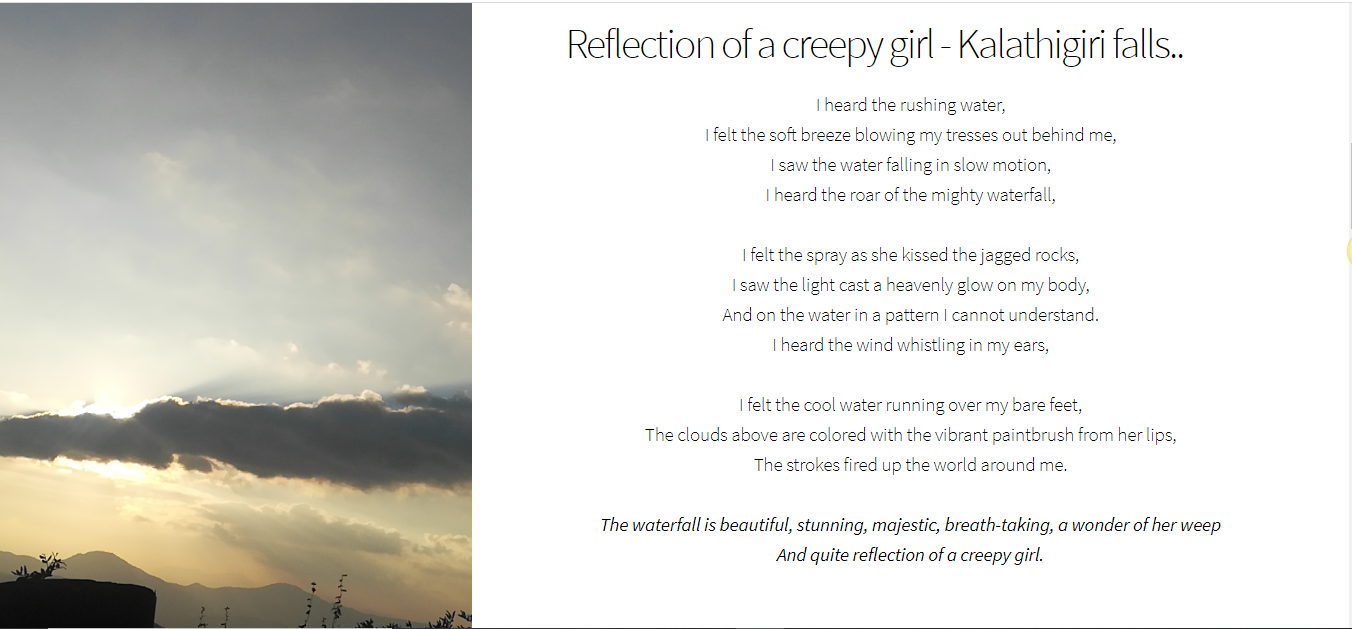 Reflection of a creepy girl - Kalathigiri falls..
I heard the rushing water,
I felt the soft breeze blowing my tresses out behind me,
I saw the water falling in slow motion,
I heard the roar of the mighty waterfall,
I felt the spray as she kissed the jagged rocks,
I saw the light cast a heavenly glow on my body,
And on the water in a pattern I cannot understand.
I heard the wind whistling in my ears,
I felt the cool water running over my bare feet,
The clouds above are colored with the vibrant paintbrush from her lips,
The strokes fired up the world around me.
The waterfall is beautiful, stunning, majestic, breath-taking, a wonder of her weep
And quite reflection of a creepy girl.